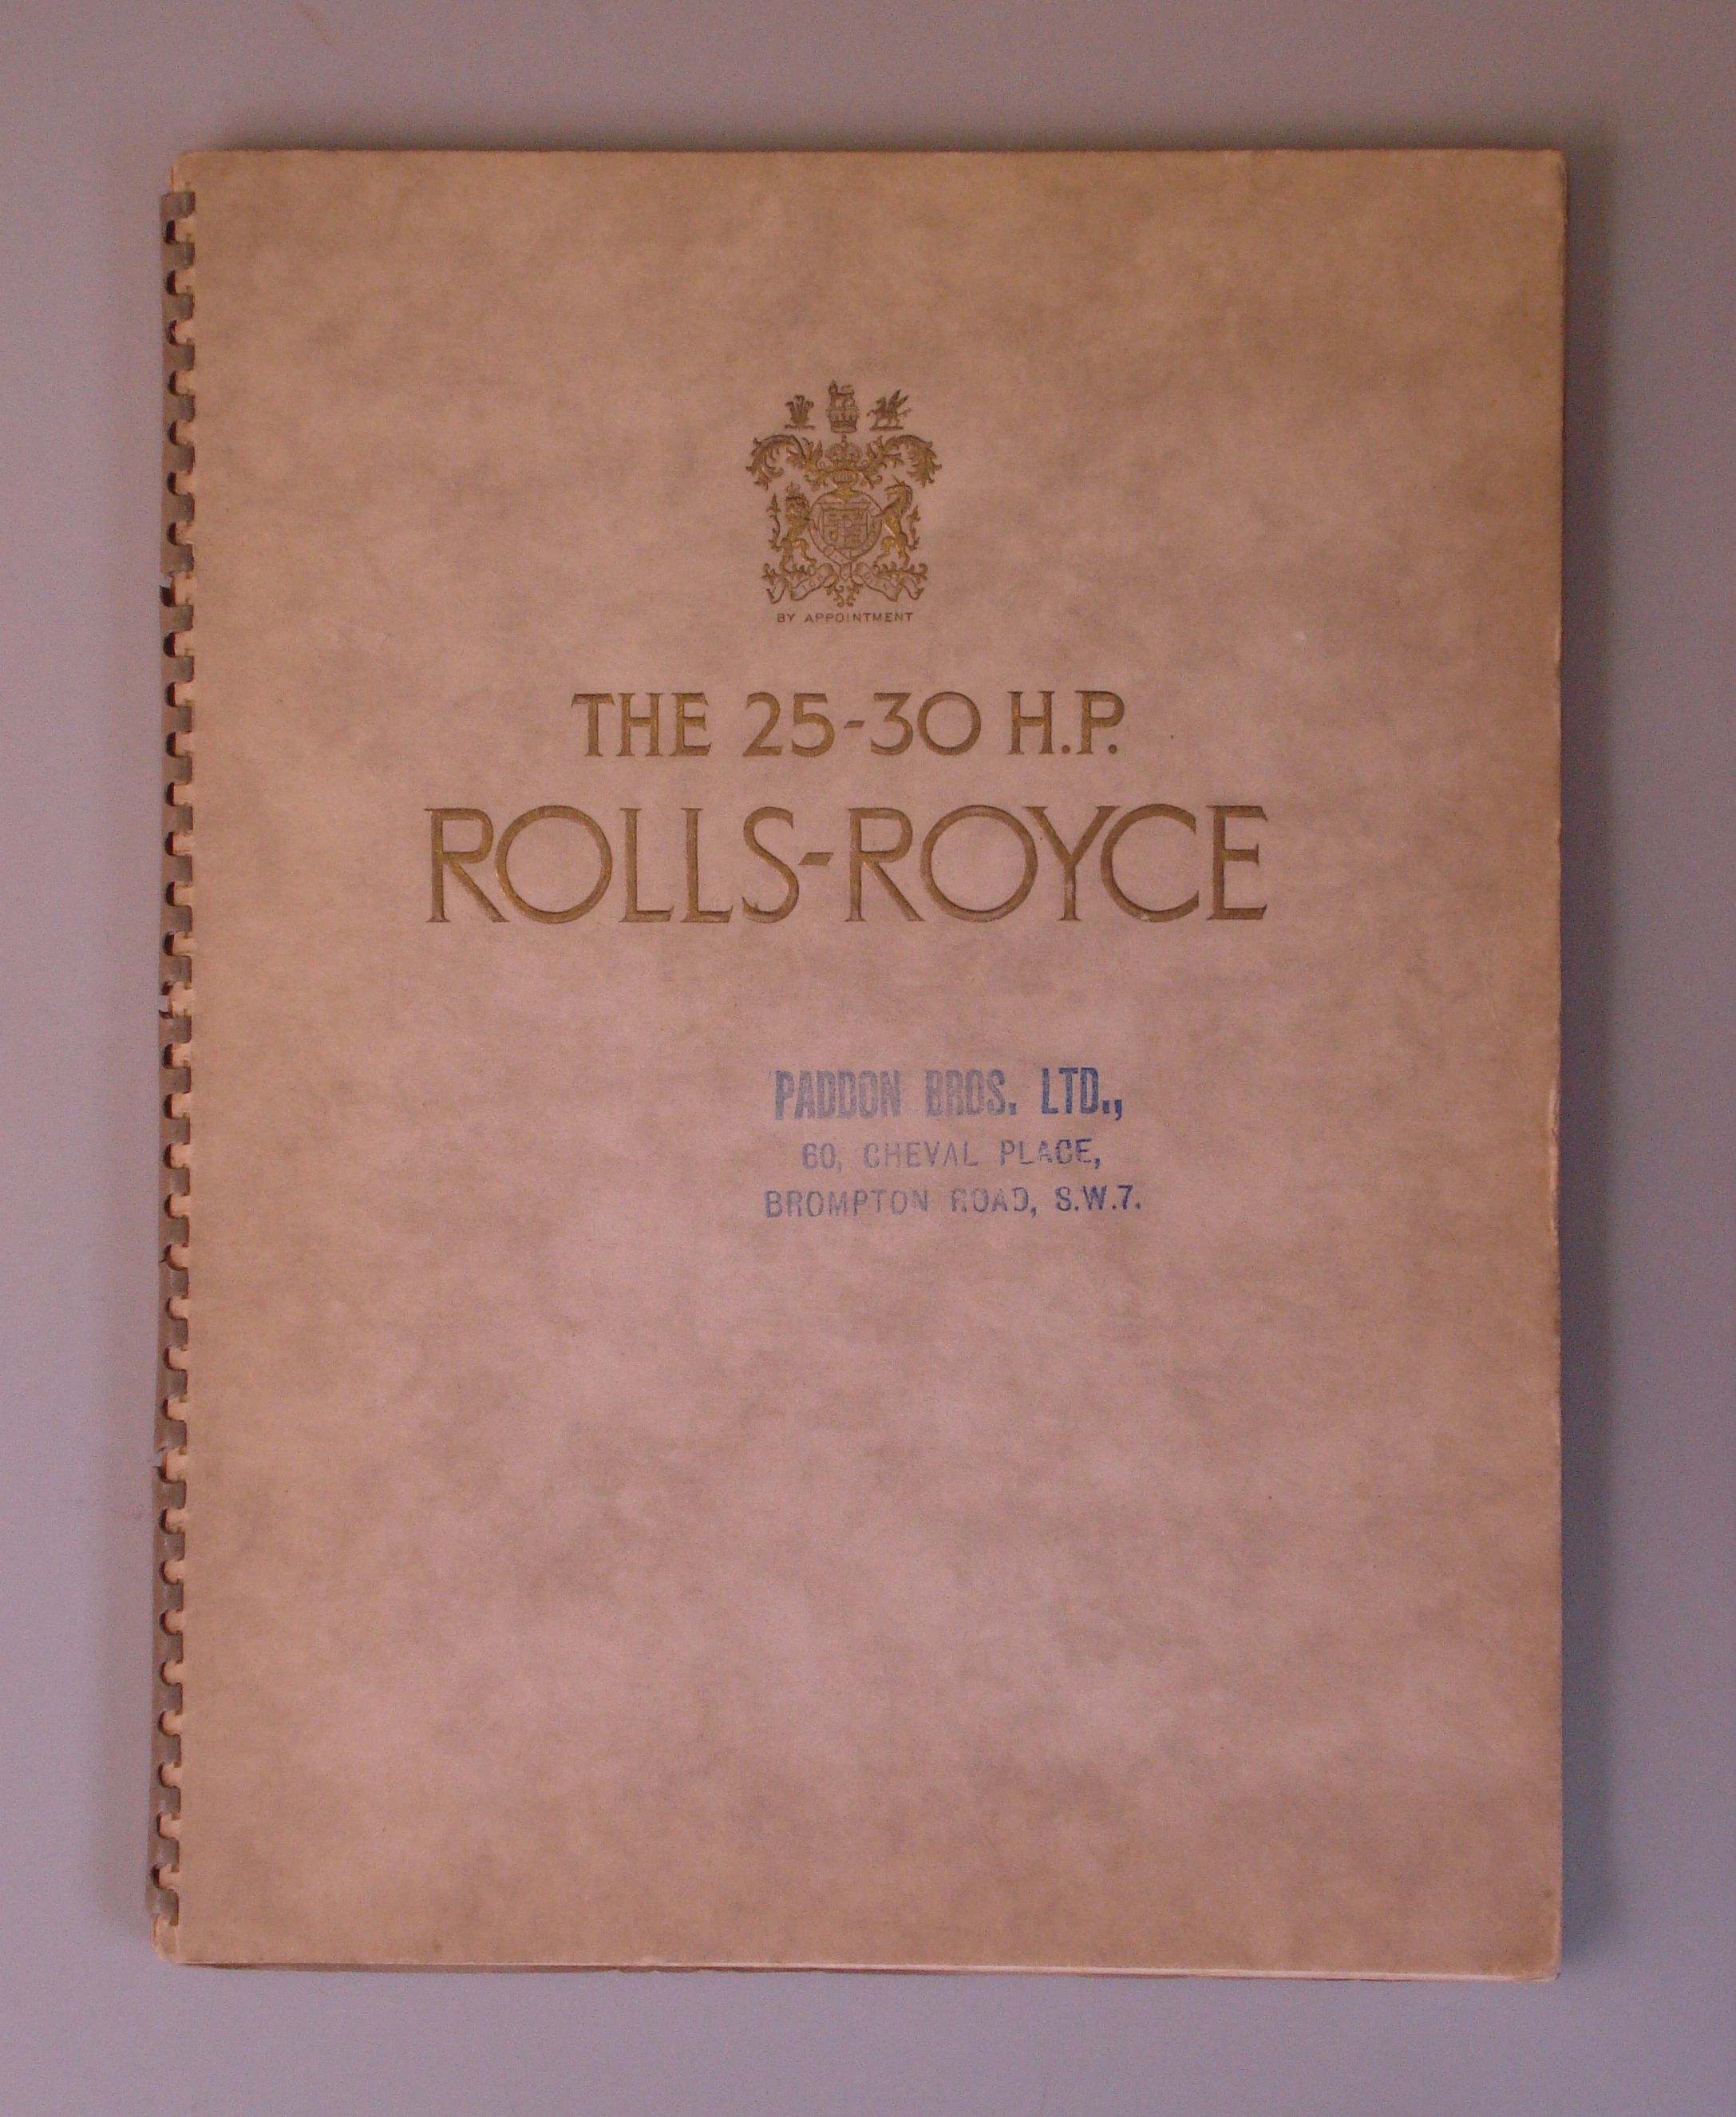 BY APPOINTMENT
THE 25-30 H.P.
ROLLS-ROYCE
PADDON BROS. LTD.,
60, CHEVAL PLACE,
BROMPTON ROAD, S.W.7.